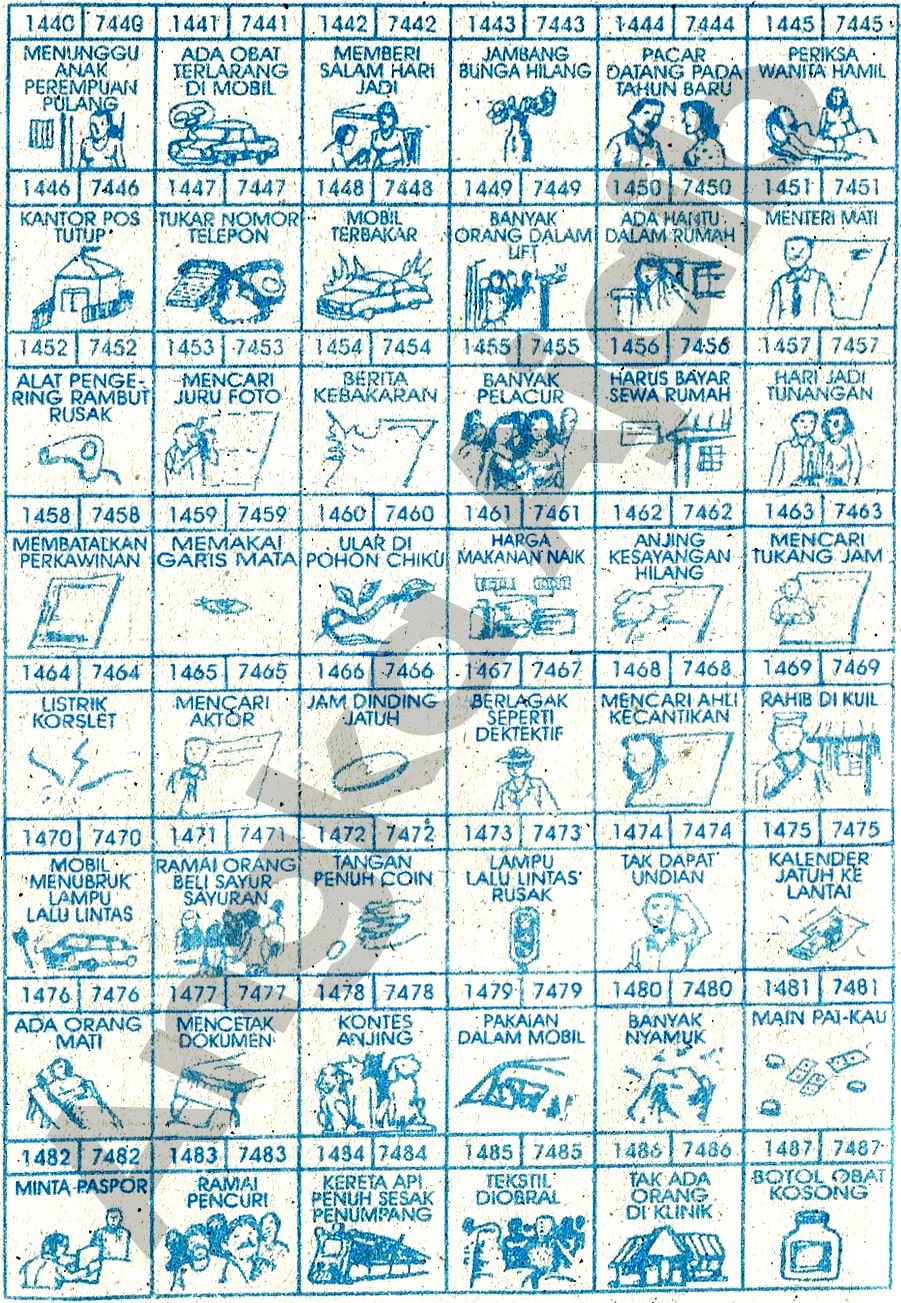 1440 7440 1441 7441 1442 7442 1443 7443 1444 7444 1445 7445
MENUNGGU
ANAK
PEREMPUAN
PULANG
ADA OBAT
TERLARANG
DI MOBIL
MEMBERI
SALAM HARI
JADI
JAMBANG
BUNGA HILANG
PACAR
DATANG PADA
TAHUN BARU
PERIKSA
WANITA HAMIL
1446 7446 1447 7447 1448 7448 1449 7449 1450 7450 1451 7451
KANTOR POS
TUTUP
TUKAR NOMOR
TELEPON
MOBIL
TERBAKAR
BANYAK
ORANG DALAM
LIFT
ADA HANTU
DALAM RUMAH
MENTERI MATI
1452 7452 1453 7453 1454 7454 1455 7455 1456 7456 1457 7457
ALAT PENGE-
RING RAMBUT
RUSAK
MENCARI
JURU FOTO
BERITA
KEBAKARAN
BANYAK
PELACUR
HARUS BAYAR
SEWA RUMAH
HARI JADI
TUNANGAN
1458 7458 1459 7459 1460 7460 1461 7461 1462 7462 1463 7463
MEMBATALKAN
PERKAWINAN
MEMAKAI
GARIS MATA
ULAR DI
POHON CHIKU
HARGA
MAKANAN NAIK
ANJING
KESAYANGAN
HILANG
MENCARI
TUKANG JAM
1464 7464 1465 7465 1466 7466 1467 7467 1468 7468 1469 7469
LISTRIK
KORSLET
MENCARI
AKTOR
JAM DINDING
JATUH
BERLAGAK
SEPERTI
DEKTEKTIF
MENCARI AHLI
KECANTIKAN
RAHIB DI KUIL
1470 7470 1471 7471 1472 7472 1473 7473 1474 7474 1475 7475
MOBIL
MENUBRUK
LAMPU
LALU LINTAS
RAMAI ORANG
BELI SAYUR
SAYURAN
TANGAN
PENUH COIN
LAMPU
LALU LINTAS
RUSAK
TAK DAPAT
UNDIAN
KALENDER
JATUH KE
LANTAI
1476 7476 1477 7477 1478 7478 1479 7479 1480 7480 1481 7481
ADA ORANG
MATI
MENCETAK
DOKUMEN
KONTES
ANJING
PAKAIAN
DALAM MOBIL
BANYAK
NYAMUK
MAIN PAI-KAU
1482 7482 1483 7483 1484 7484 1485 7485 1486 7486 1487 7487
MINTA PASPOR
RAMAI
PENCURI
KERETA API
PENUH SESAK
PENUMPANG
TEKSTIL
DIOBRAL
TAK ADA
ORANG
DI KLINIK
BOTOL OBAT
KOSONG
Angka Ajaib